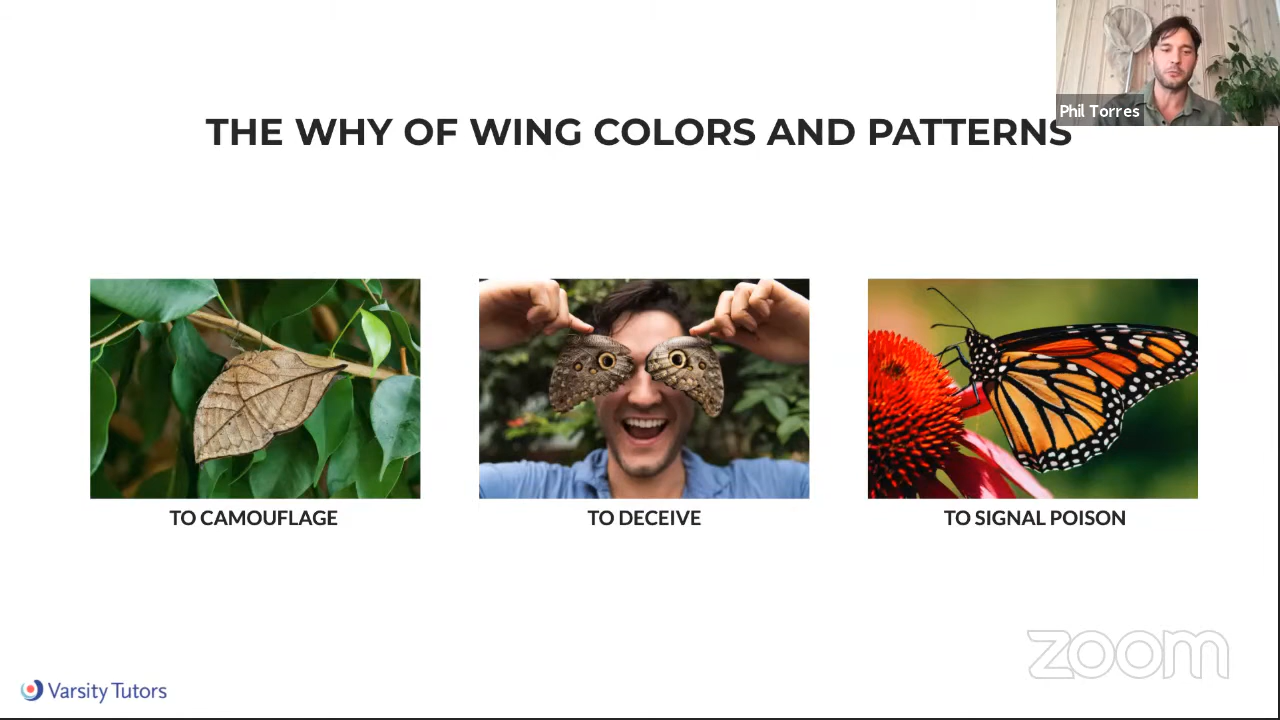 Phil Torres
THE WHY OF WING COLORS AND PATTERNS
TO CAMOUFLAGE
TO DECEIVE
TO SIGNAL POISON
zoom
Varsity Tutors